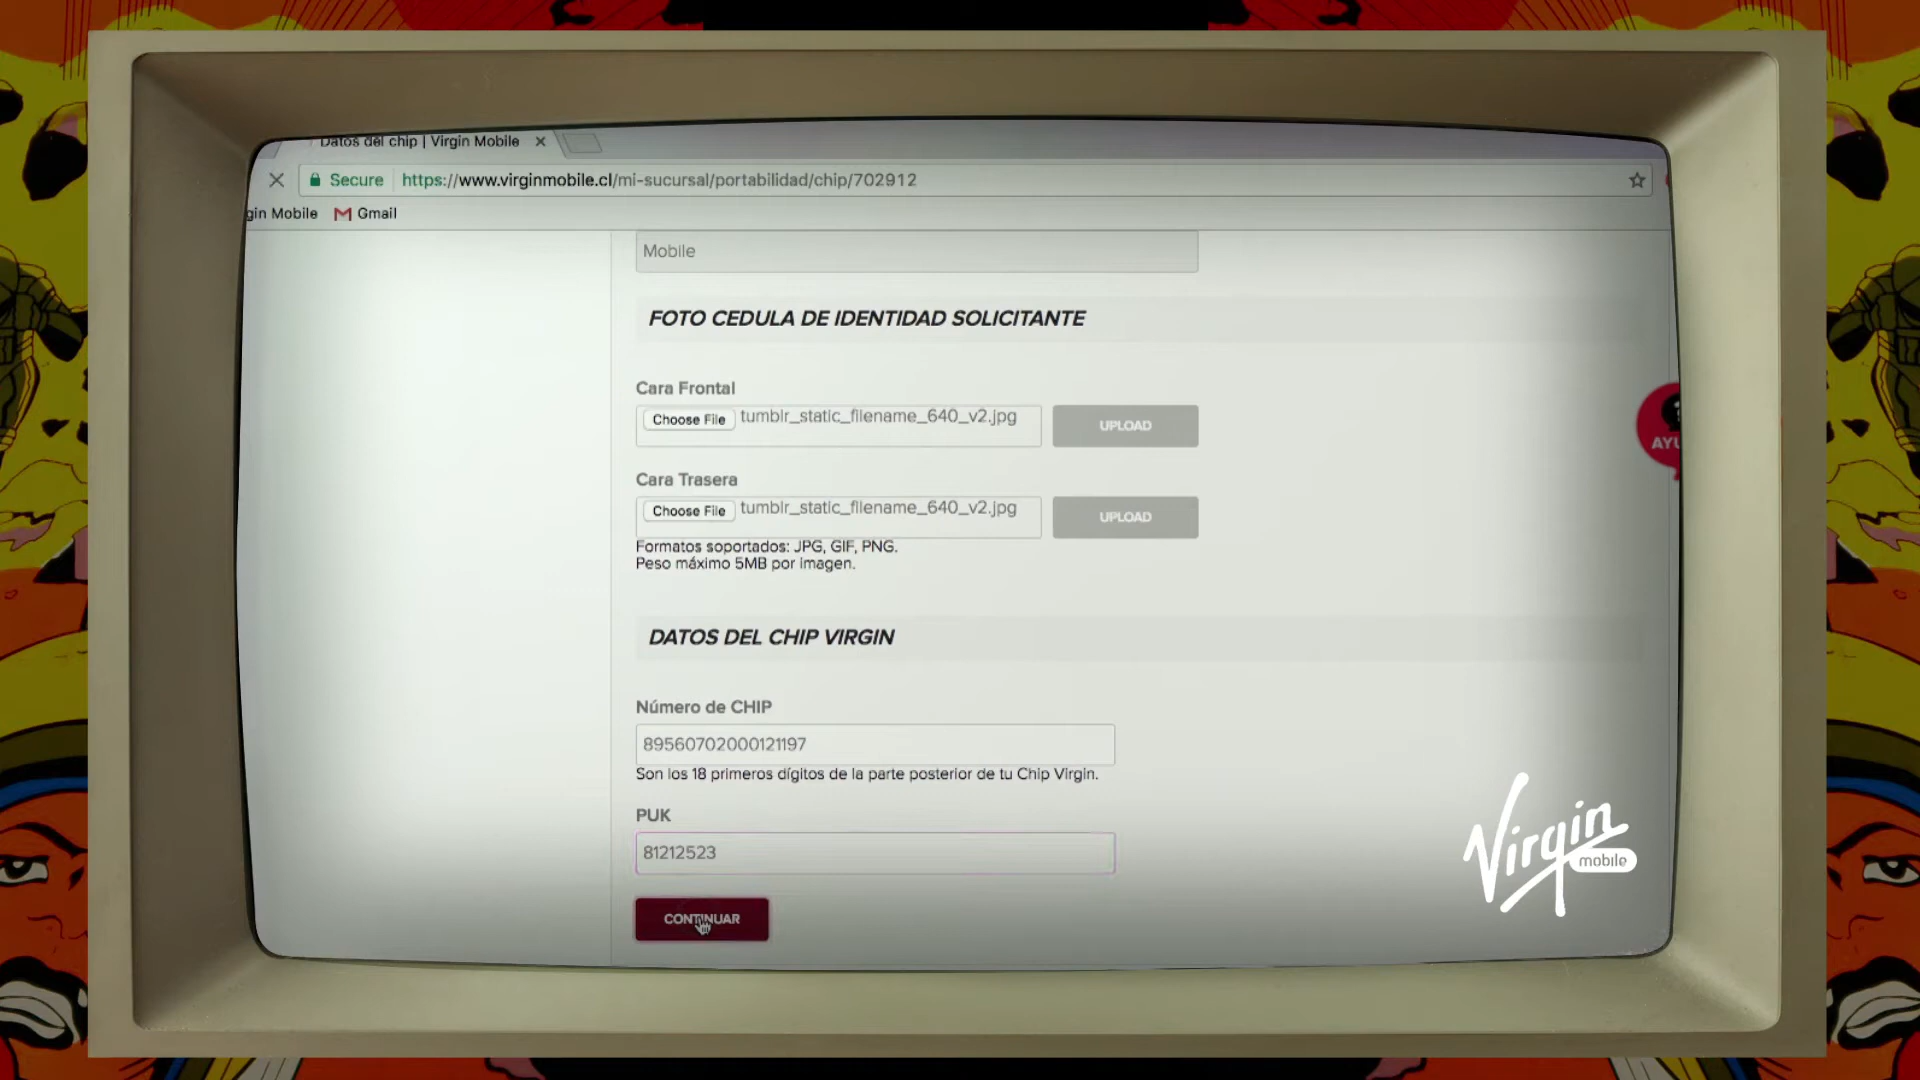 Datos del chip | Virgin Mobile
Secure https://www.virginmobile.cl/mi-sucursal/portabilidad/chip/702912
gin Mobile Gmail
Mobile
FOTO CEDULA DE IDENTIDAD SOLICITANTE
Cara Frontal
Choose File tumblr_static_filename_640_v2.jpg UPLOAD
AYU
Cara Trasera
Choose File tumblr_static_filename_640_v2.jpg UPLOAD
Formatos soportados: JPG, GIF, PNG.
Peso máximo 5MB por imagen.
DATOS DEL CHIP VIRGIN
Número de CHIP
89560702000121197
Son los 18 primeros dígitos de la parte posterior de tu Chip Virgin.
PUK
81212523
CONTINUAR
Virgin
mobile